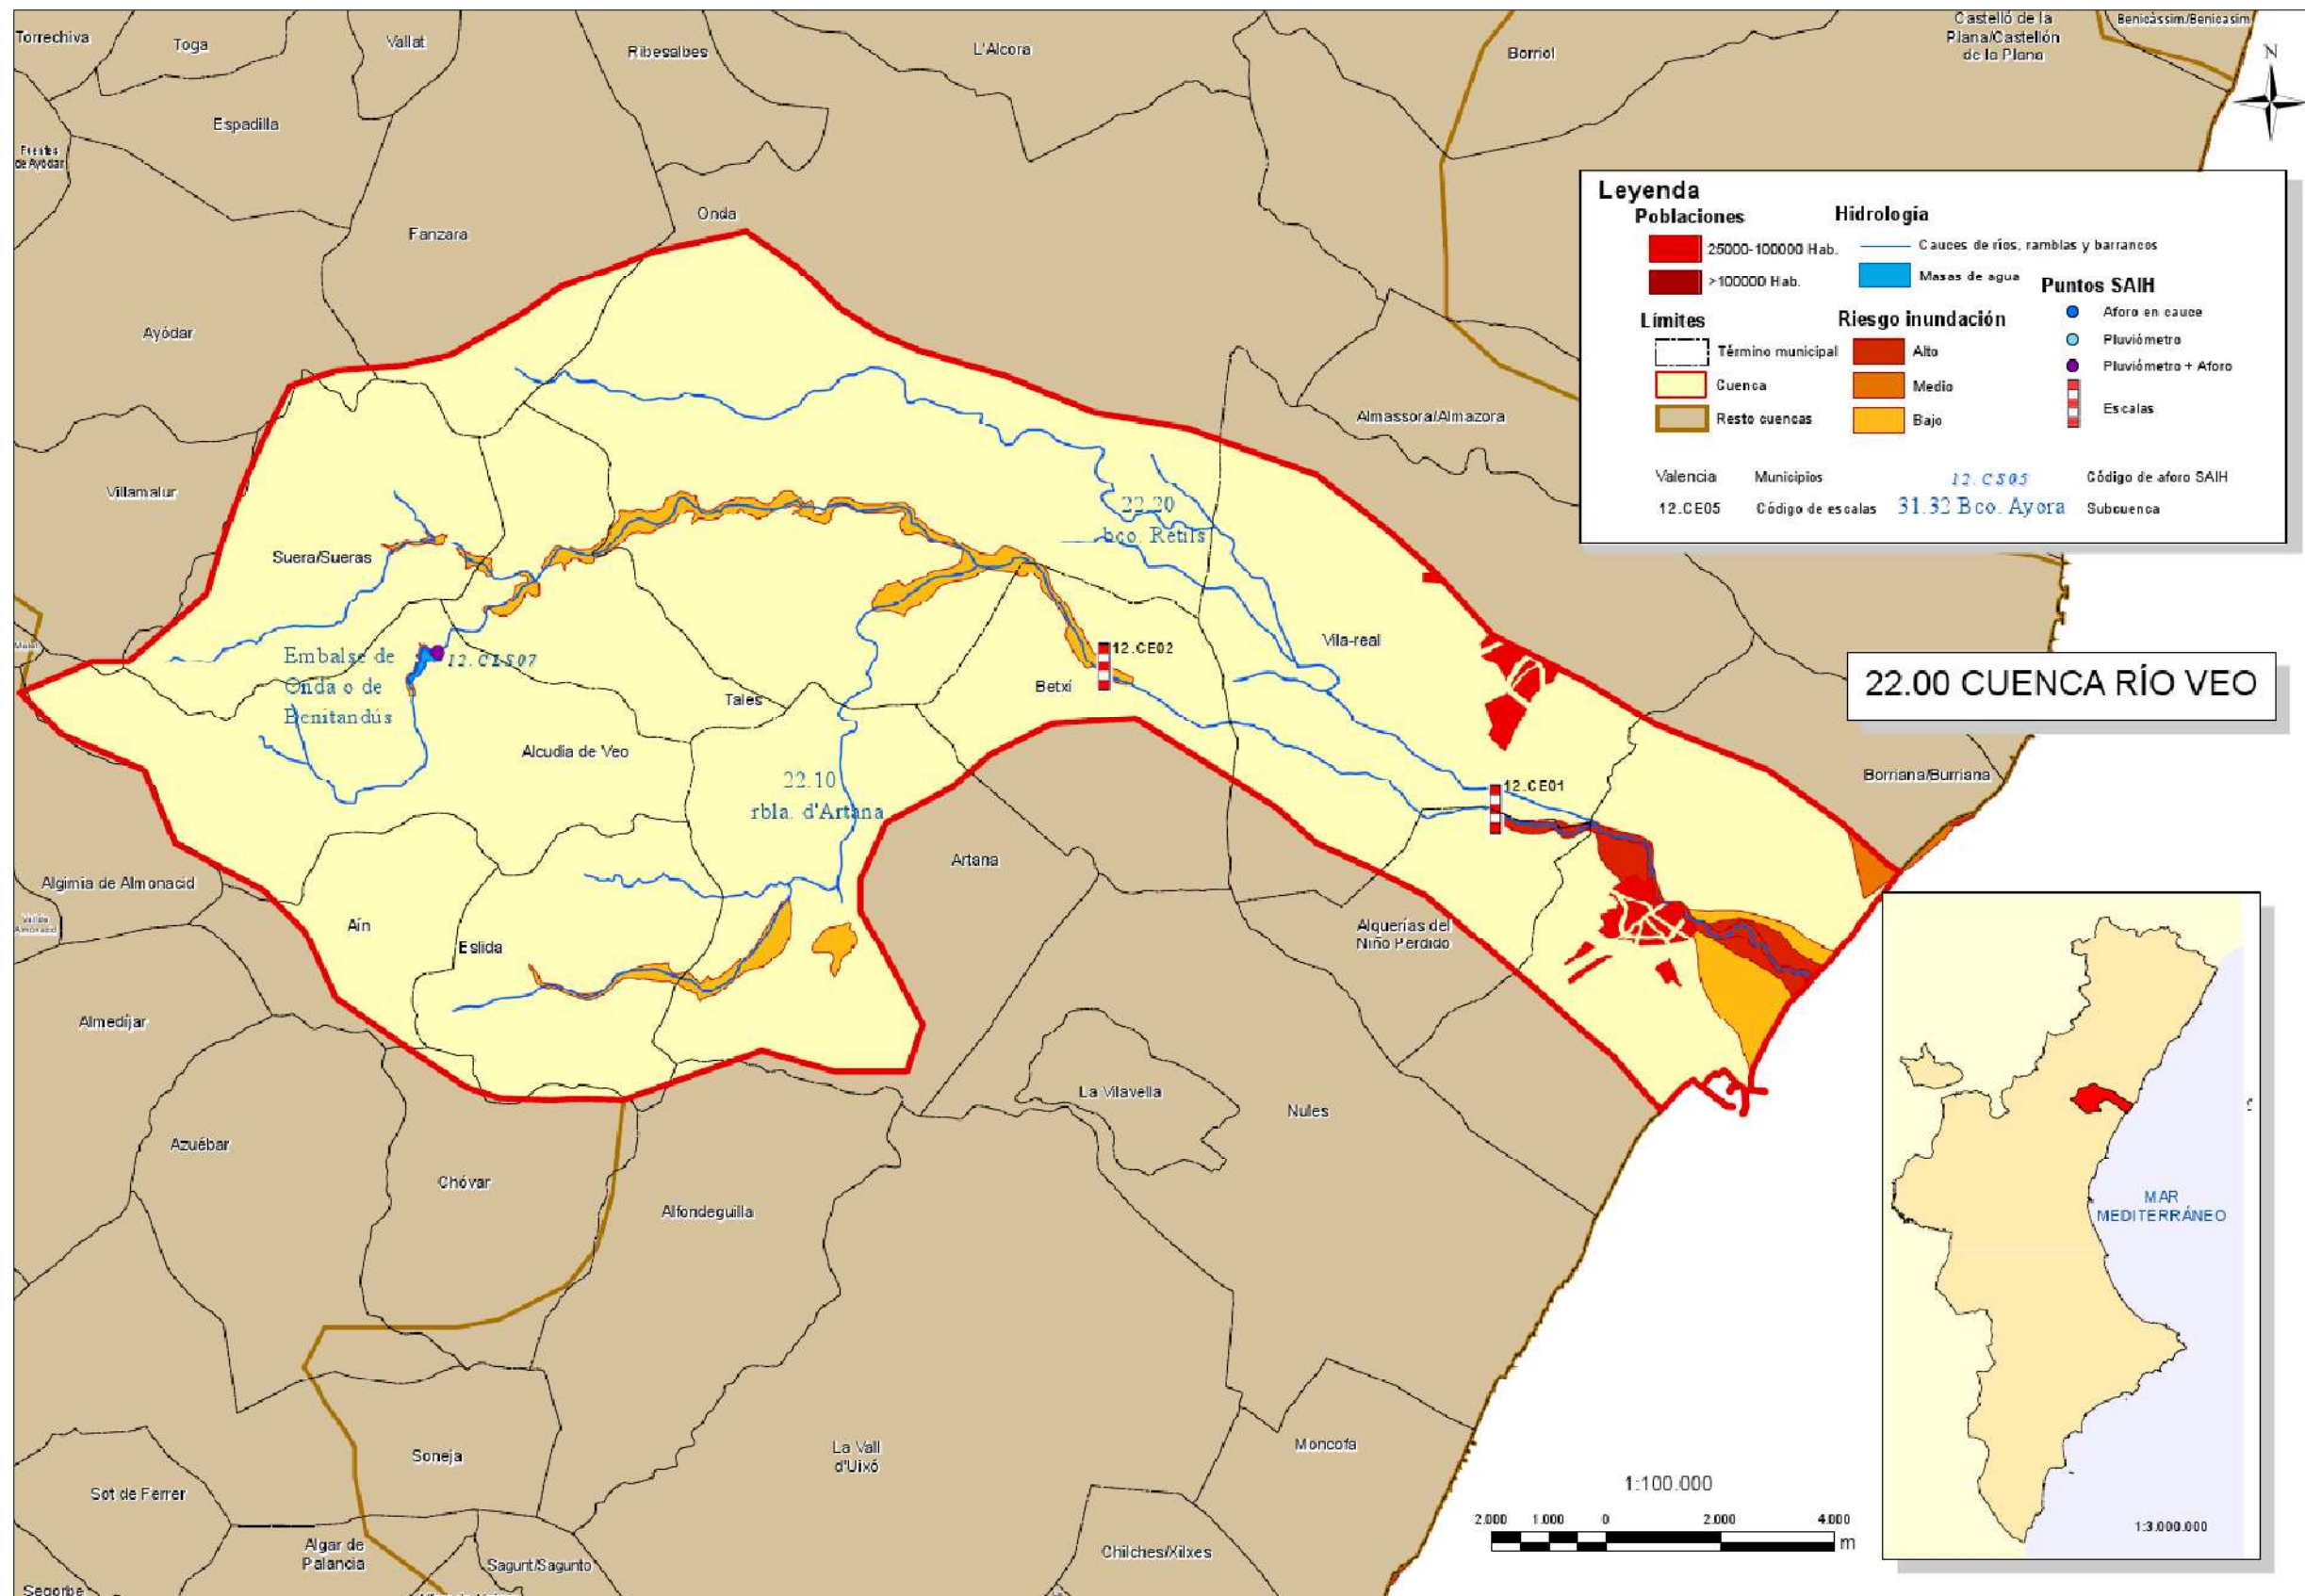 Torrechiva
Toga
Vallat
Ribesalbes
L'Alcora
Borriol
Castelló de la
Plana/Castellón
de la Plana
Benicàssim/Benicasim
N
Espadilla
Fuentes
de Ayódar
Onda
Fanzara
Ayódar
Almassora/Almazora
Villamalur
Suera/Sueras
22.20
bco. Rétils
Vila-real
12.CE02
Betxí
Embalse de
Onda o de
Benitandús
12.CLS07
Tales
Alcudia de Veo
22.10
rbla. d'Artana
12.CE01
Borriana/Burriana
Artana
Algimia de Almonacid
Aín
Eslida
Alquerías del
Niño Perdido
Almedíjar
La Vilavella
Nules
Azuébar
Chóvar
Alfondeguilla
Soneja
La Vall
d'Uixó
Moncofa
Sot de Ferrer
Algar de
Palancia
Sagunt/Sagunto
Chilches/Xilxes
Segorbe
Leyenda
Poblaciones
25000-100000 Hab.
>100000 Hab.
Hidrología
Cauces de ríos, ramblas y barrancos
Masas de agua
Puntos SAIH
Aforo en cauce
Pluviómetro
Pluviómetro + Aforo
Escalas
Límites
Término municipal
Cuenca
Resto cuencas
Riesgo inundación
Alto
Medio
Bajo
Valencia Municipios 12.CS05 Código de aforo SAIH
12.CE05 Código de escalas 31.32 Bco. Ayora Subcuenca
22.00 CUENCA RÍO VEO
MAR
MEDITERRÁNEO
1:3.000.000
1:100.000
2.000 1.000 0 2.000 4.000
m